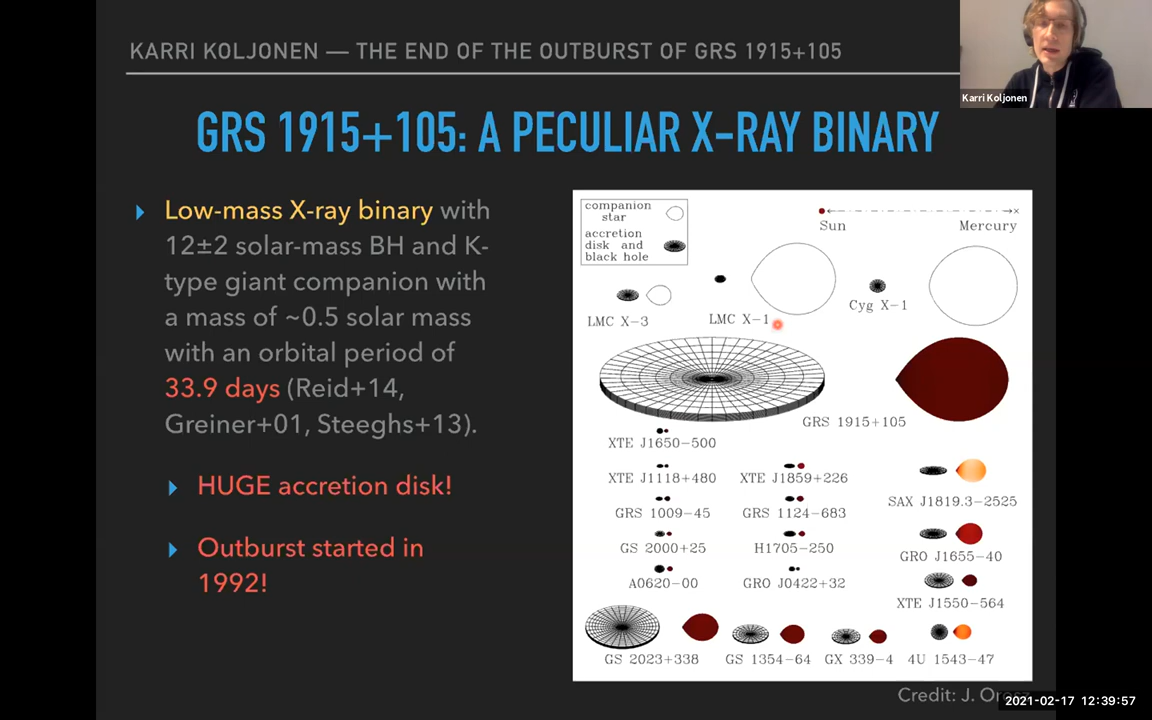 KARRI KOLJONEN — THE END OF THE OUTBURST OF GRS 1915+105
Karri Koljonen
GRS 1915+105: A PECULIAR X-RAY BINARY
Low-mass X-ray binary with
12±2 solar-mass BH and K-
type giant companion with
a mass of ~0.5 solar mass
with an orbital period of
33.9 days (Reid+14,
Greiner+01, Steeghs+13).
HUGE accretion disk!
Outburst started in
1992!
companion
star
accretion
disk and
black hole
Sun
Mercury
LMC X-3
LMC X-1
Cyg X-1
GRS 1915+105
XTE J1650-500
XTE J1118+480
XTE J1859+226
SAX J1819.3-2525
GRS 1009-45
GRS 1124-683
GS 2000+25
H1705-250
GRO J1655-40
A0620-00
GRO J0422+32
XTE J1550-564
GS 2023+338
GS 1354-64
GX 339-4
4U 1543-47
Credit: J.
2021-02-17 12:39:57